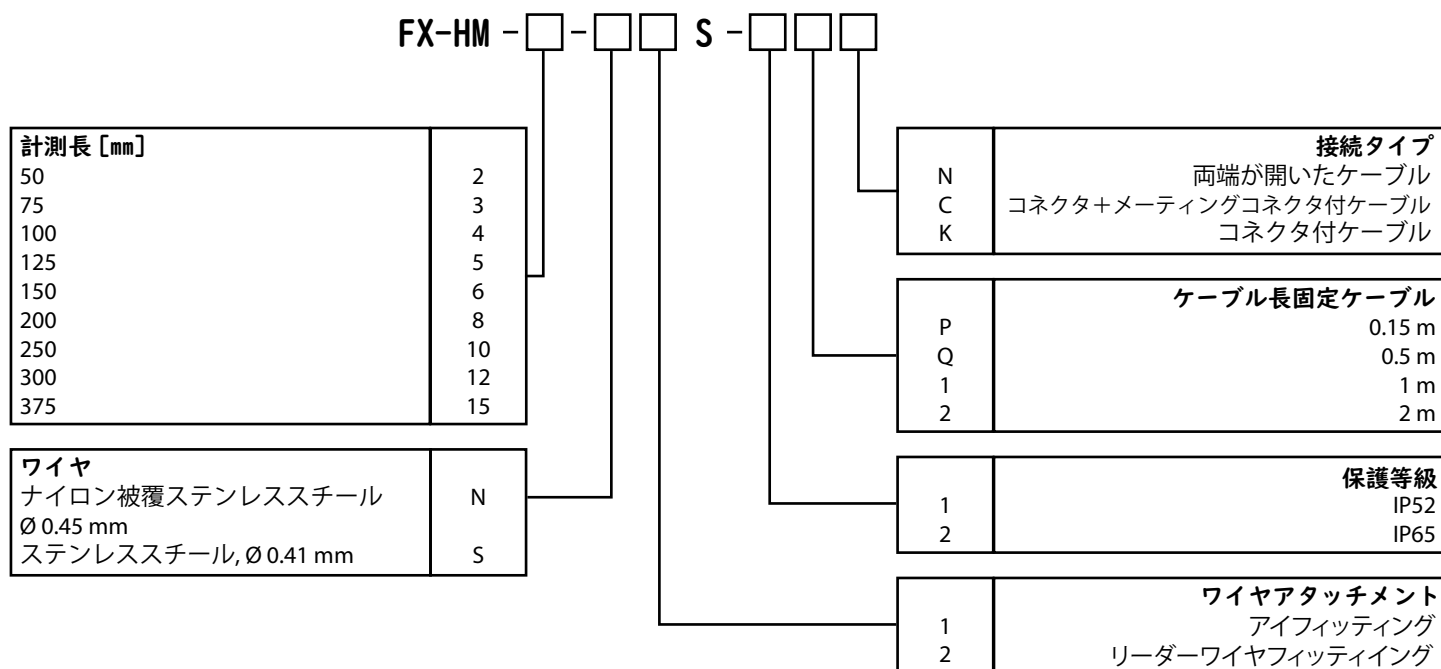 FX-HM - - S -
計測長 [mm]
50 2
75 3
100 4
125 5
150 6
200 8
250 10
300 12
375 15
ワイヤ
ナイロン被覆ステンレススチール N
Ø 0.45 mm
ステンレススチール, Ø 0.41 mm S
接続タイプ
N 両端が開いたケーブル
C コネクタ＋メーティングコネクタ付ケーブル
K コネクタ付ケーブル
ケーブル長固定ケーブル
P 0.15 m
Q 0.5 m
1 1 m
2 2 m
保護等級
1 IP52
2 IP65
ワイヤアタッチメント
1 アイフィッティング
2 リーダーワイヤフィッティイング